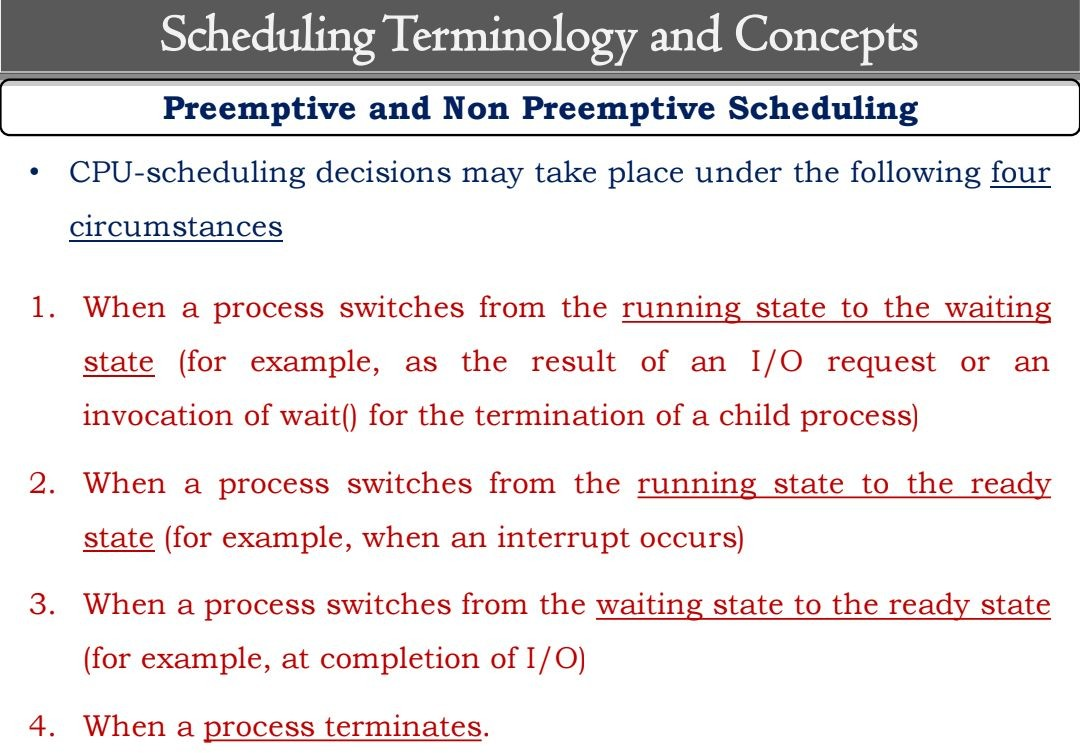 Scheduling Terminology and Concepts
Preemptive and Non Preemptive Scheduling
• CPU-scheduling decisions may take place under the following four
circumstances
1. When a process switches from the running state to the waiting
state (for example, as the result of an I/O request or an
invocation of wait() for the termination of a child process)
2. When a process switches from the running state to the ready
state (for example, when an interrupt occurs)
3. When a process switches from the waiting state to the ready state
(for example, at completion of I/O)
4. When a process terminates.